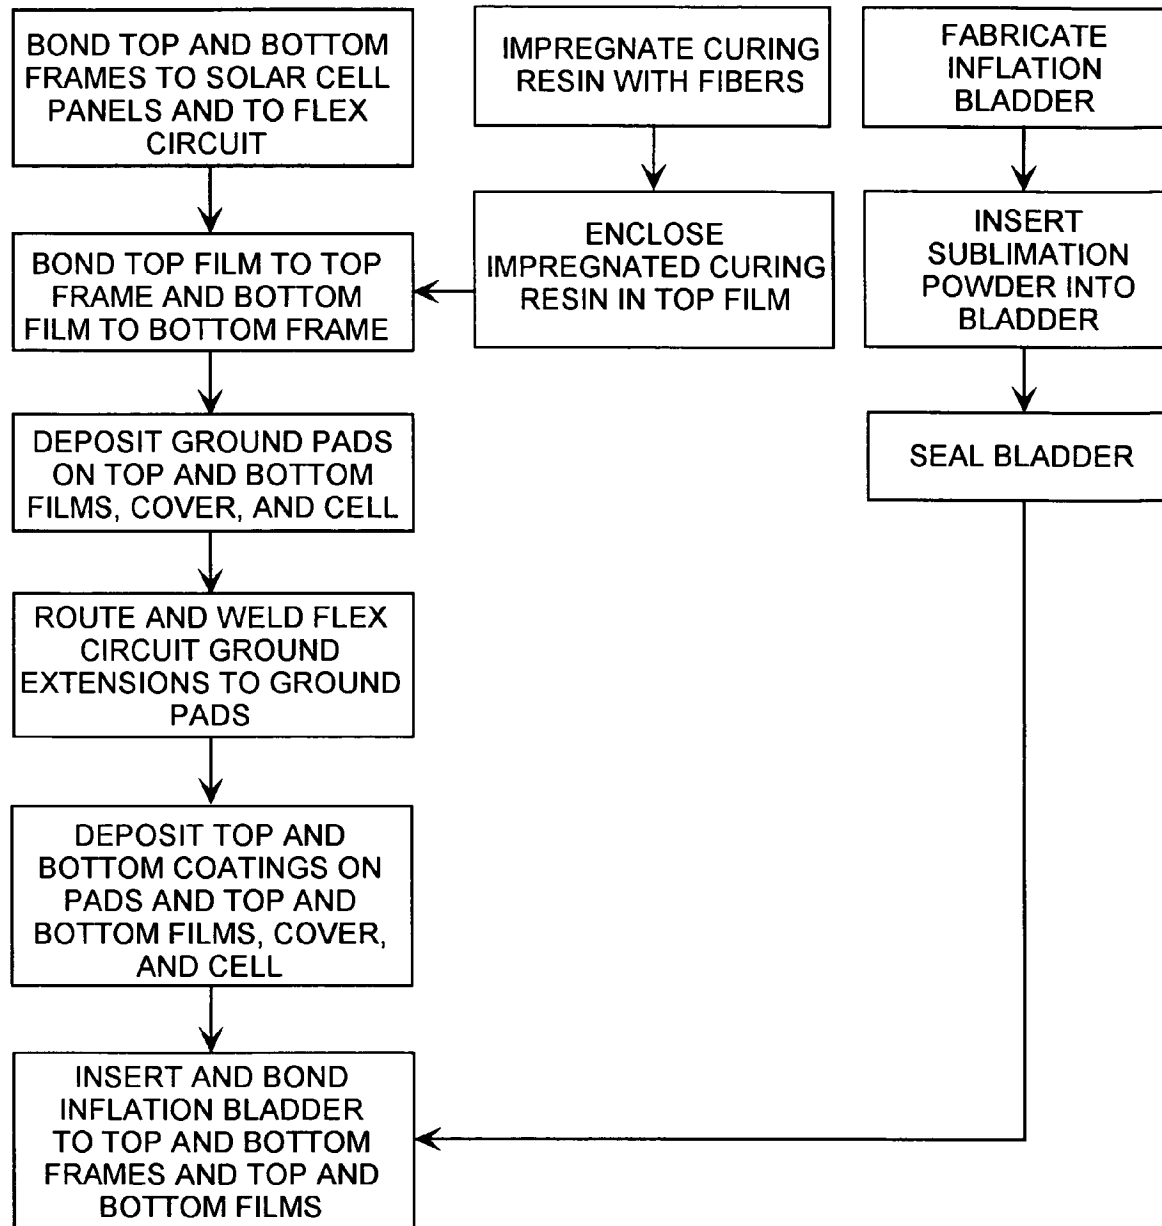 BOND TOP AND BOTTOM
FRAMES TO SOLAR CELL
PANELS AND TO FLEX
CIRCUIT
IMPREGNATE CURING
RESIN WITH FIBERS
FABRICATE
INFLATION
BLADDER
BOND TOP FILM TO TOP
FRAME AND BOTTOM
FILM TO BOTTOM FRAME
ENCLOSE
IMPREGNATED CURING
RESIN IN TOP FILM
INSERT
SUBLIMATION
POWDER INTO
BLADDER
DEPOSIT GROUND PADS
ON TOP AND BOTTOM
FILMS, COVER, AND CELL
SEAL BLADDER
ROUTE AND WELD FLEX
CIRCUIT GROUND
EXTENSIONS TO GROUND
PADS
DEPOSIT TOP AND
BOTTOM COATINGS ON
PADS AND TOP AND
BOTTOM FILMS, COVER,
AND CELL
INSERT AND BOND
INFLATION BLADDER
TO TOP AND BOTTOM
FRAMES AND TOP AND
BOTTOM FILMS